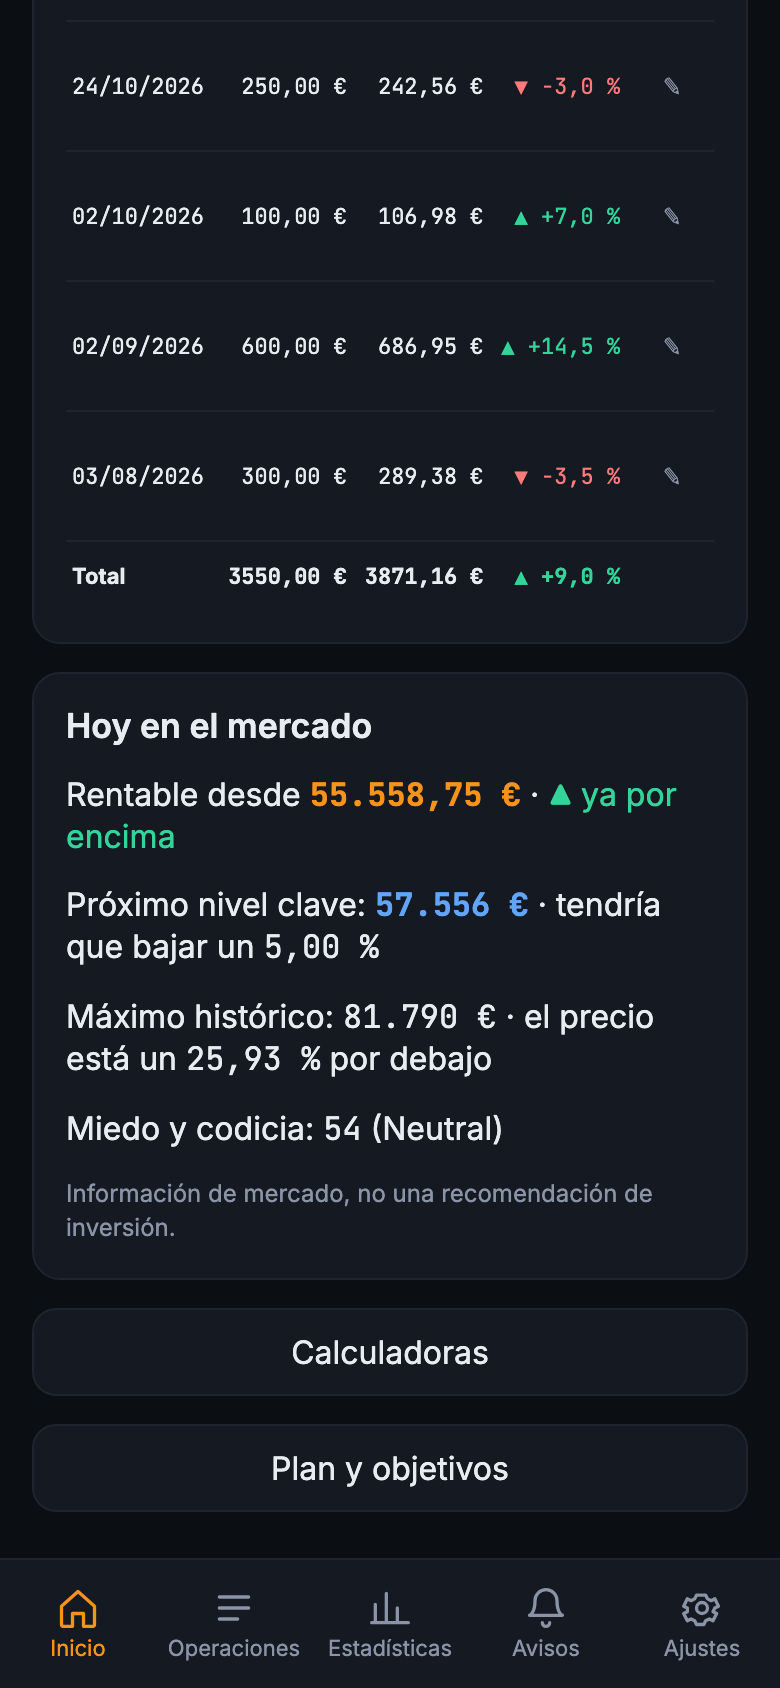 24/10/2026 250,00 € 242,56 € ▼ -3,0 % ✎
02/10/2026 100,00 € 106,98 € ▲ +7,0 % ✎
02/09/2026 600,00 € 686,95 € ▲ +14,5 % ✎
03/08/2026 300,00 € 289,38 € ▼ -3,5 % ✎
Total 3550,00 € 3871,16 € ▲ +9,0 %
Hoy en el mercado
Rentable desde 55.558,75 € · ▲ ya por
encima
Próximo nivel clave: 57.556 € · tendría
que bajar un 5,00 %
Máximo histórico: 81.790 € · el precio
está un 25,93 % por debajo
Miedo y codicia: 54 (Neutral)
Información de mercado, no una recomendación de
inversión.
Calculadoras
Plan y objetivos
Inicio Operaciones Estadísticas Avisos Ajustes